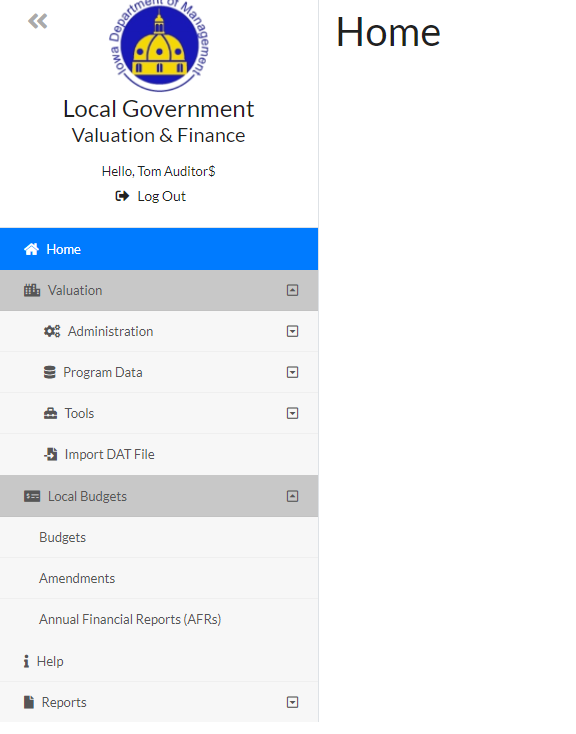 Home
Iowa Department of Management
Local Government
Valuation & Finance
Hello, Tom Auditor$
Log Out
Home
Valuation
Administration
Program Data
Tools
Import DAT File
Local Budgets
Budgets
Amendments
Annual Financial Reports (AFRs)
Help
Reports